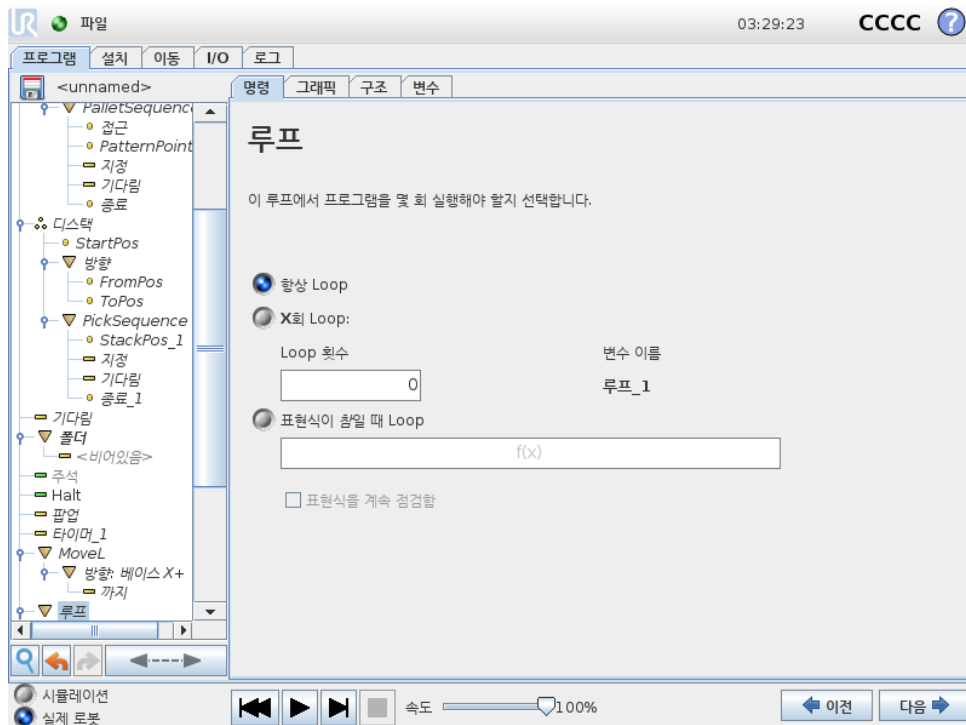 UR 파일 03:29:23 CCCC ?
프로그램 설치 이동 I/O 로그
<unnamed> 명령 그래픽 구조 변수
PalletSequence
접근
PatternPoint
지정
기다림
종료
디스택
StartPos
방향
FromPos
ToPos
PickSequence
StackPos_1
지정
기다림
종료_1
기다림
폴더
<비어있음>
주석
Halt
팝업
타이머_1
MoveL
방향: 베이스 X+
까지
루프
루프
이 루프에서 프로그램을 몇 회 실행해야 할지 선택합니다.
항상 Loop
X회 Loop:
Loop 횟수 변수 이름
0 루프_1
표현식이 참일 때 Loop
f(x)
표현식을 계속 점검함
시뮬레이션
실제 로봇
속도 100%
이전 다음